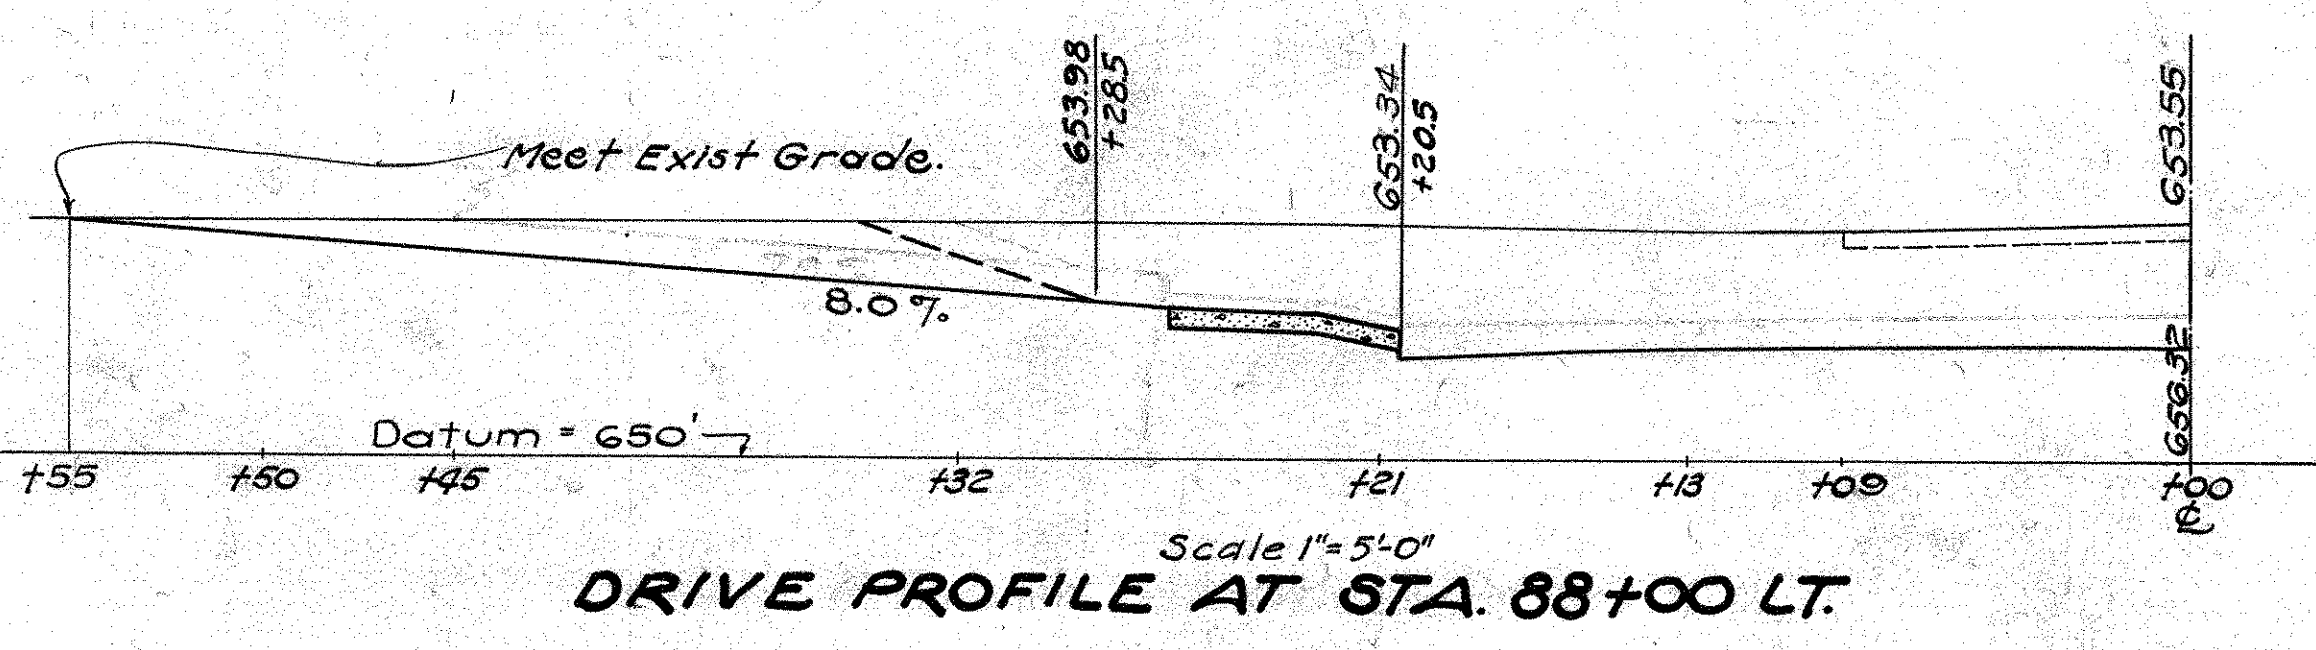 653.98
+28.5
653.34
+20.5
653.55
Meet Exist Grade.
8.0 %
656.32
Datum = 650'
+55 +50 +45 +32 +21 +13 +09 +00
℄
Scale 1"= 5'-0"
DRIVE PROFILE AT STA. 88+00 LT.